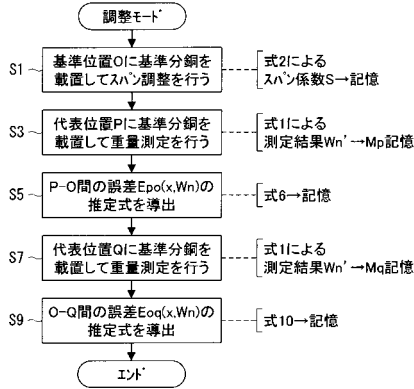 調整モード
S1
基準位置Oに基準分銅を
載置してスパン調整を行う
式2による
スパン係数S→記憶
S3
代表位置Pに基準分銅を
載置して重量測定を行う
式1による
測定結果Wn'→Mp記憶
S5
P-O間の誤差Epo(x,Wn)の
推定式を導出
式6→記憶
S7
代表位置Qに基準分銅を
載置して重量測定を行う
式1による
測定結果Wn'→Mq記憶
S9
O-Q間の誤差Eoq(x,Wn)の
推定式を導出
式10→記憶
エンド